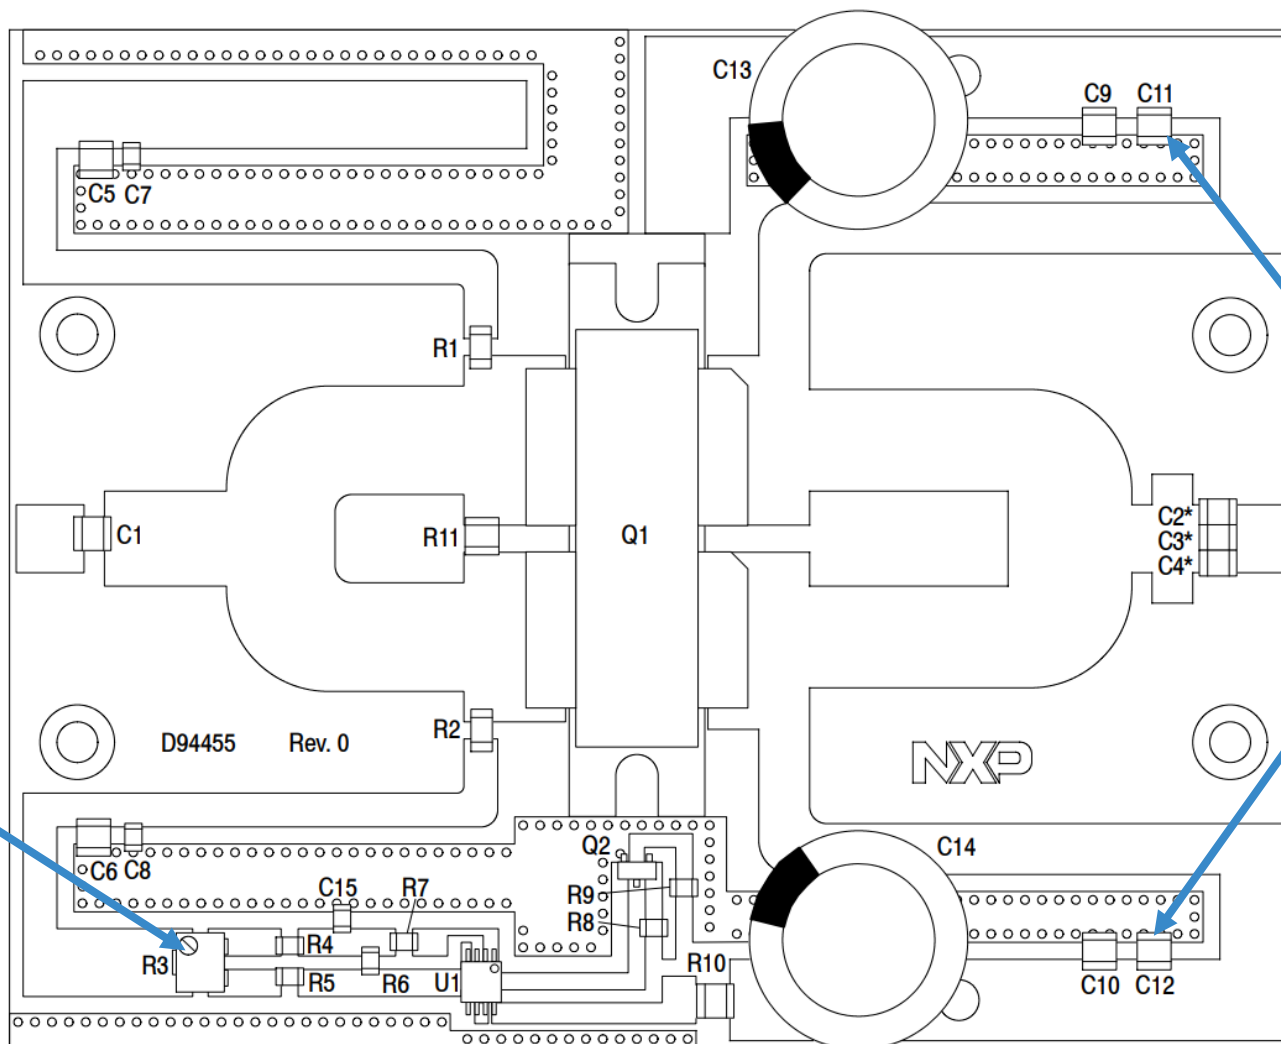 C13
C9 C11
C5 C7
R1
C1
R11
Q1
C2*
C3*
C4*
R2
D94455 Rev. 0
NXP
C6 C8
Q2
C14
C15 R7
R9
R8
R4
R3
R5 R6 U1
R10
C10 C12